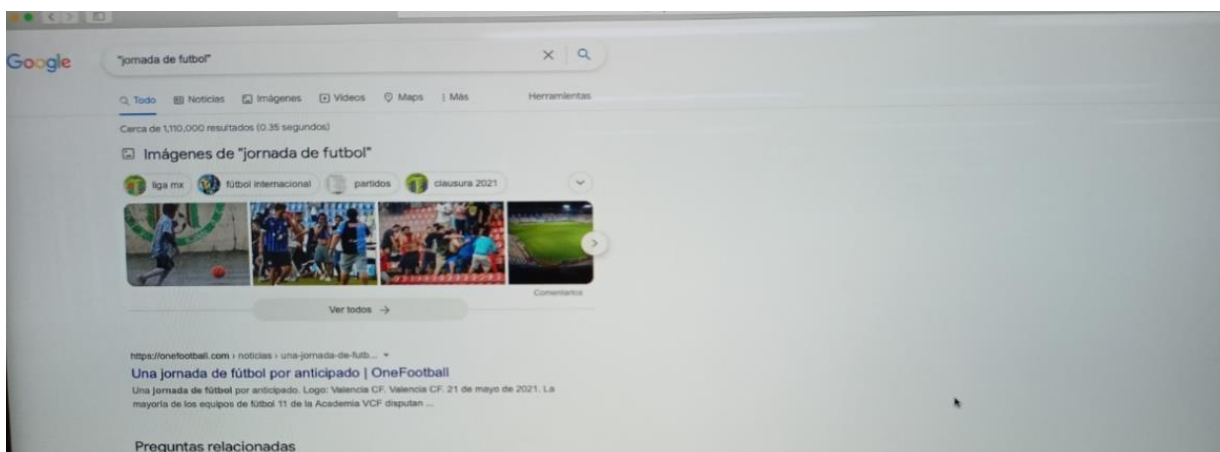 Google
"jornada de futbol"
Todo Noticias Imágenes Videos Maps Más Herramientas
Cerca de 1,110,000 resultados (0.35 segundos)
Imágenes de "jornada de futbol"
liga mx fútbol internacional partidos clausura 2021
Comentarios
Ver todos →
https://onefootball.com › noticias › una-jornada-de-futb...
Una jornada de fútbol por anticipado | OneFootball
Una jornada de fútbol por anticipado. Logo: Valencia CF. Valencia CF. 21 de mayo de 2021. La
mayoría de los equipos de fútbol 11 de la Academia VCF disputan ...
Preguntas relacionadas